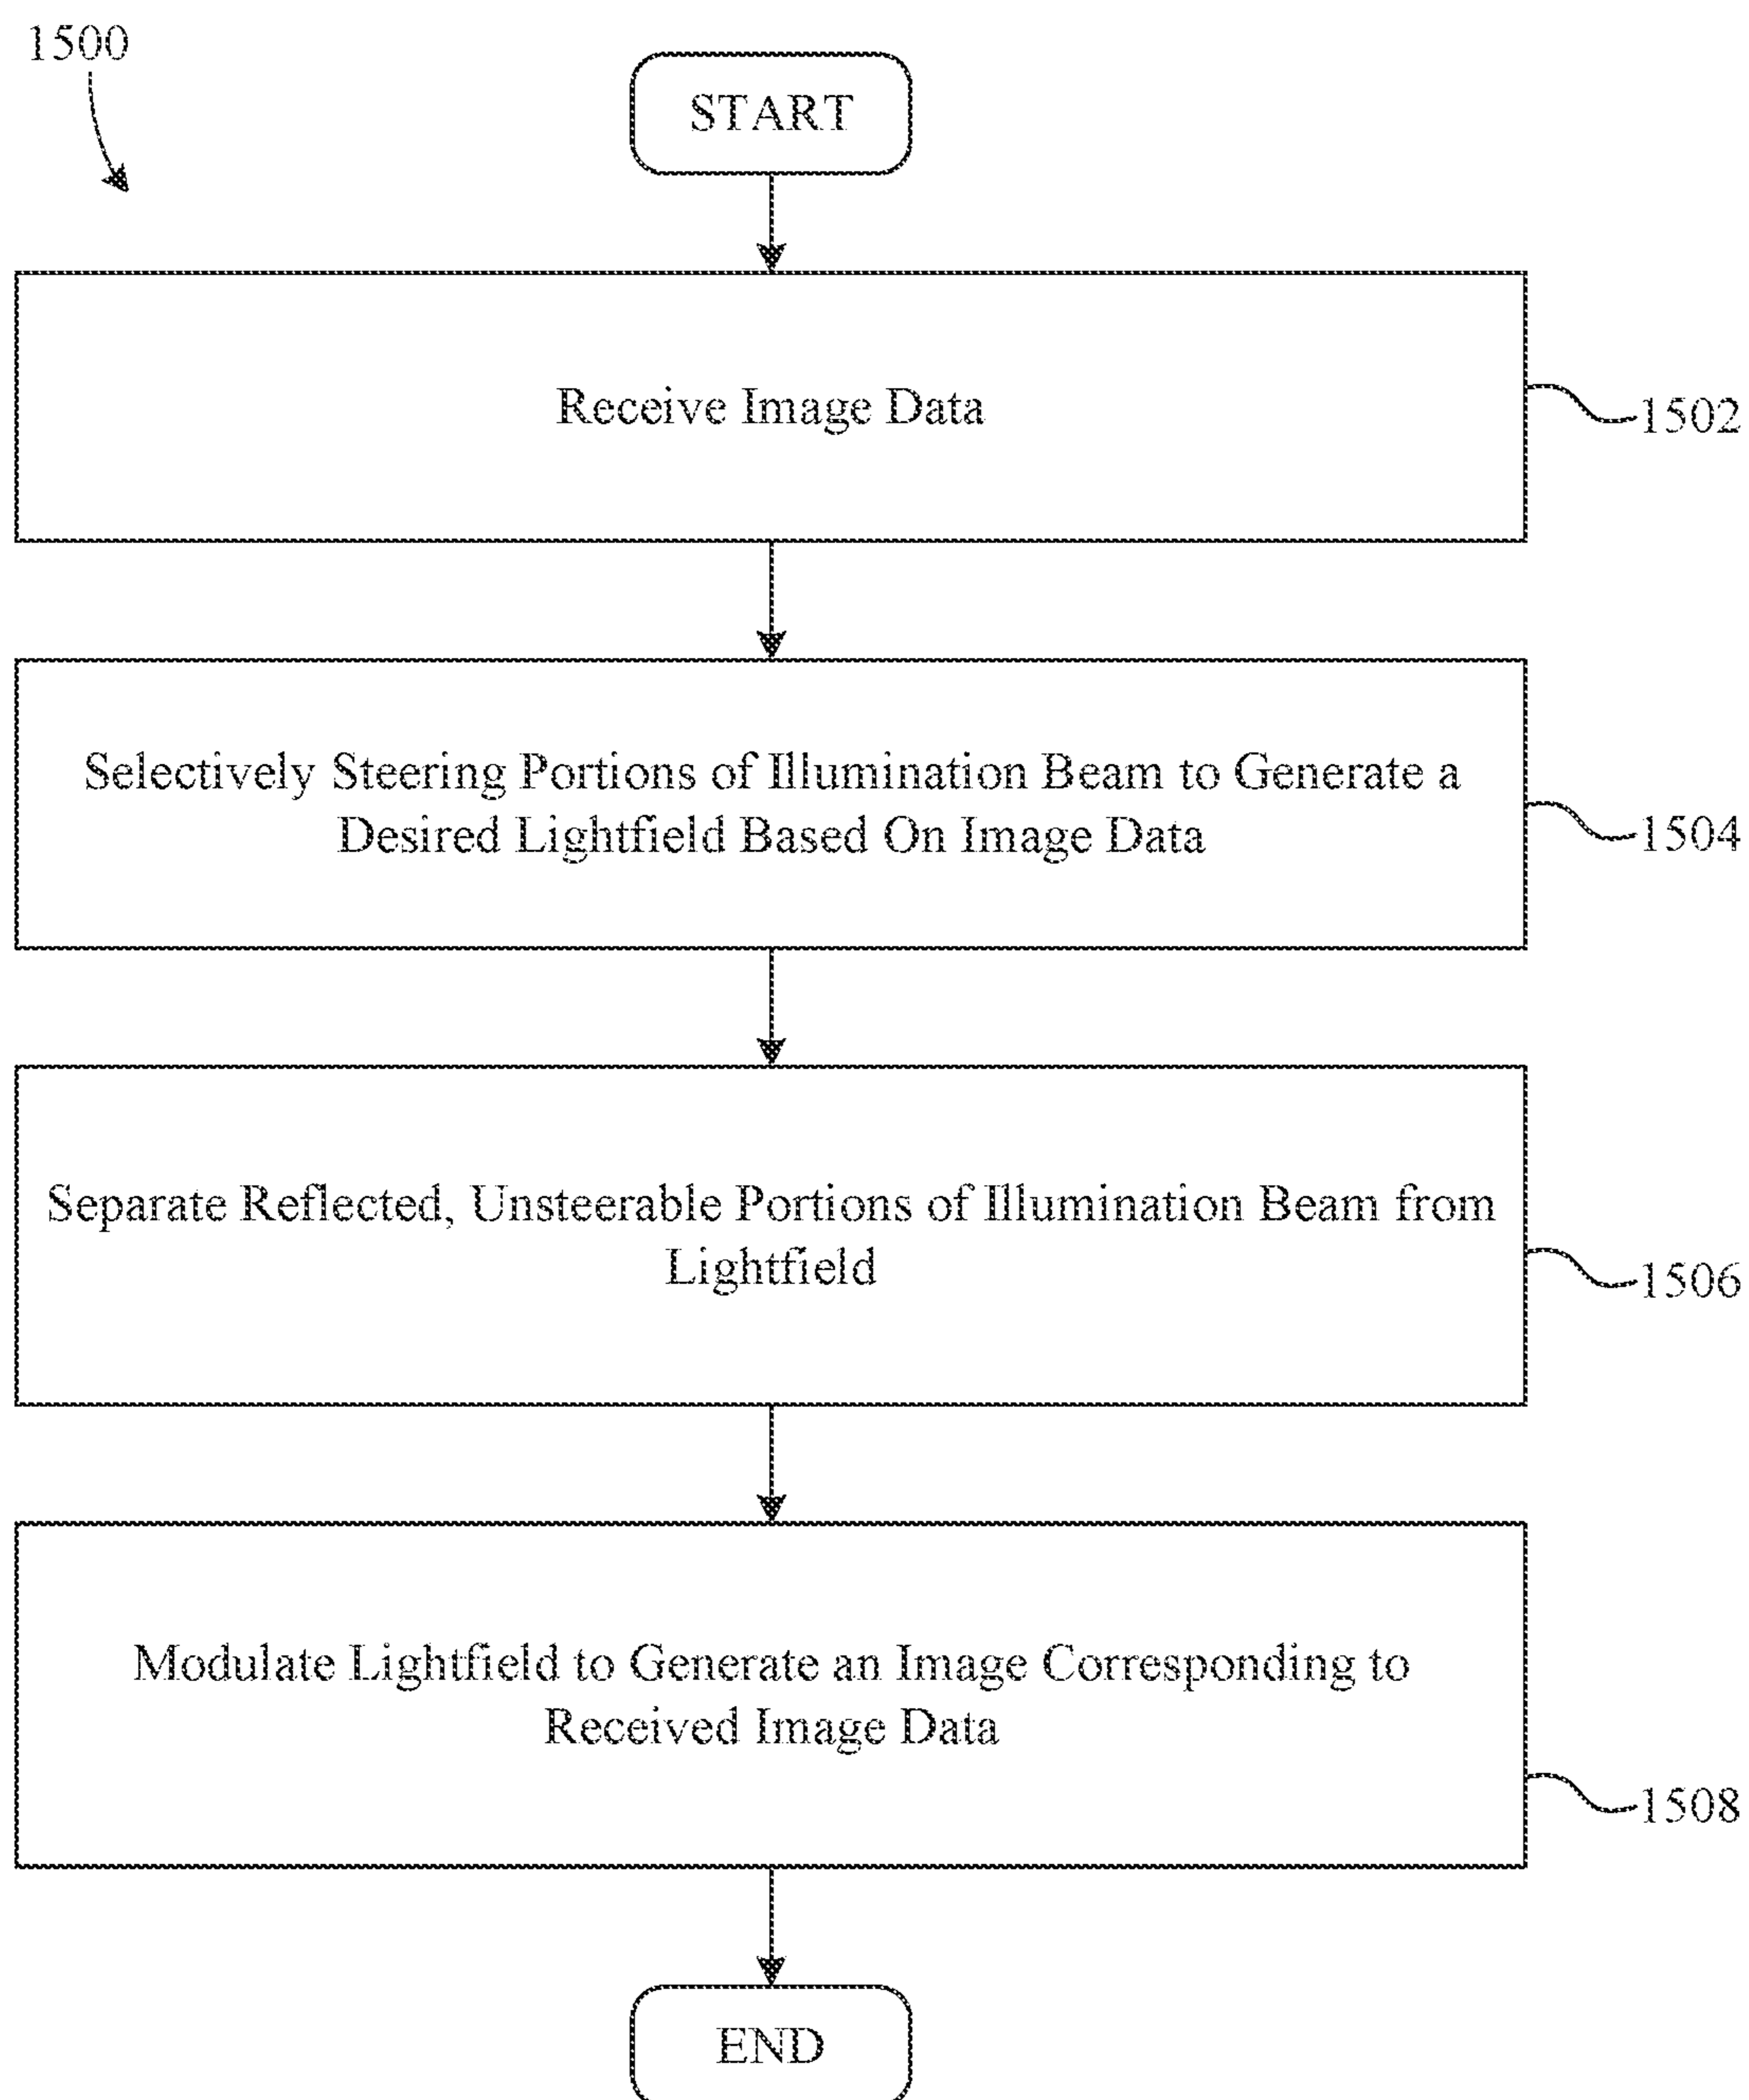 1500
START
Receive Image Data
1502
Selectively Steering Portions of Illumination Beam to Generate a
Desired Lightfield Based On Image Data
1504
Separate Reflected, Unsteerable Portions of Illumination Beam from
Lightfield
1506
Modulate Lightfield to Generate an Image Corresponding to
Received Image Data
1508
END